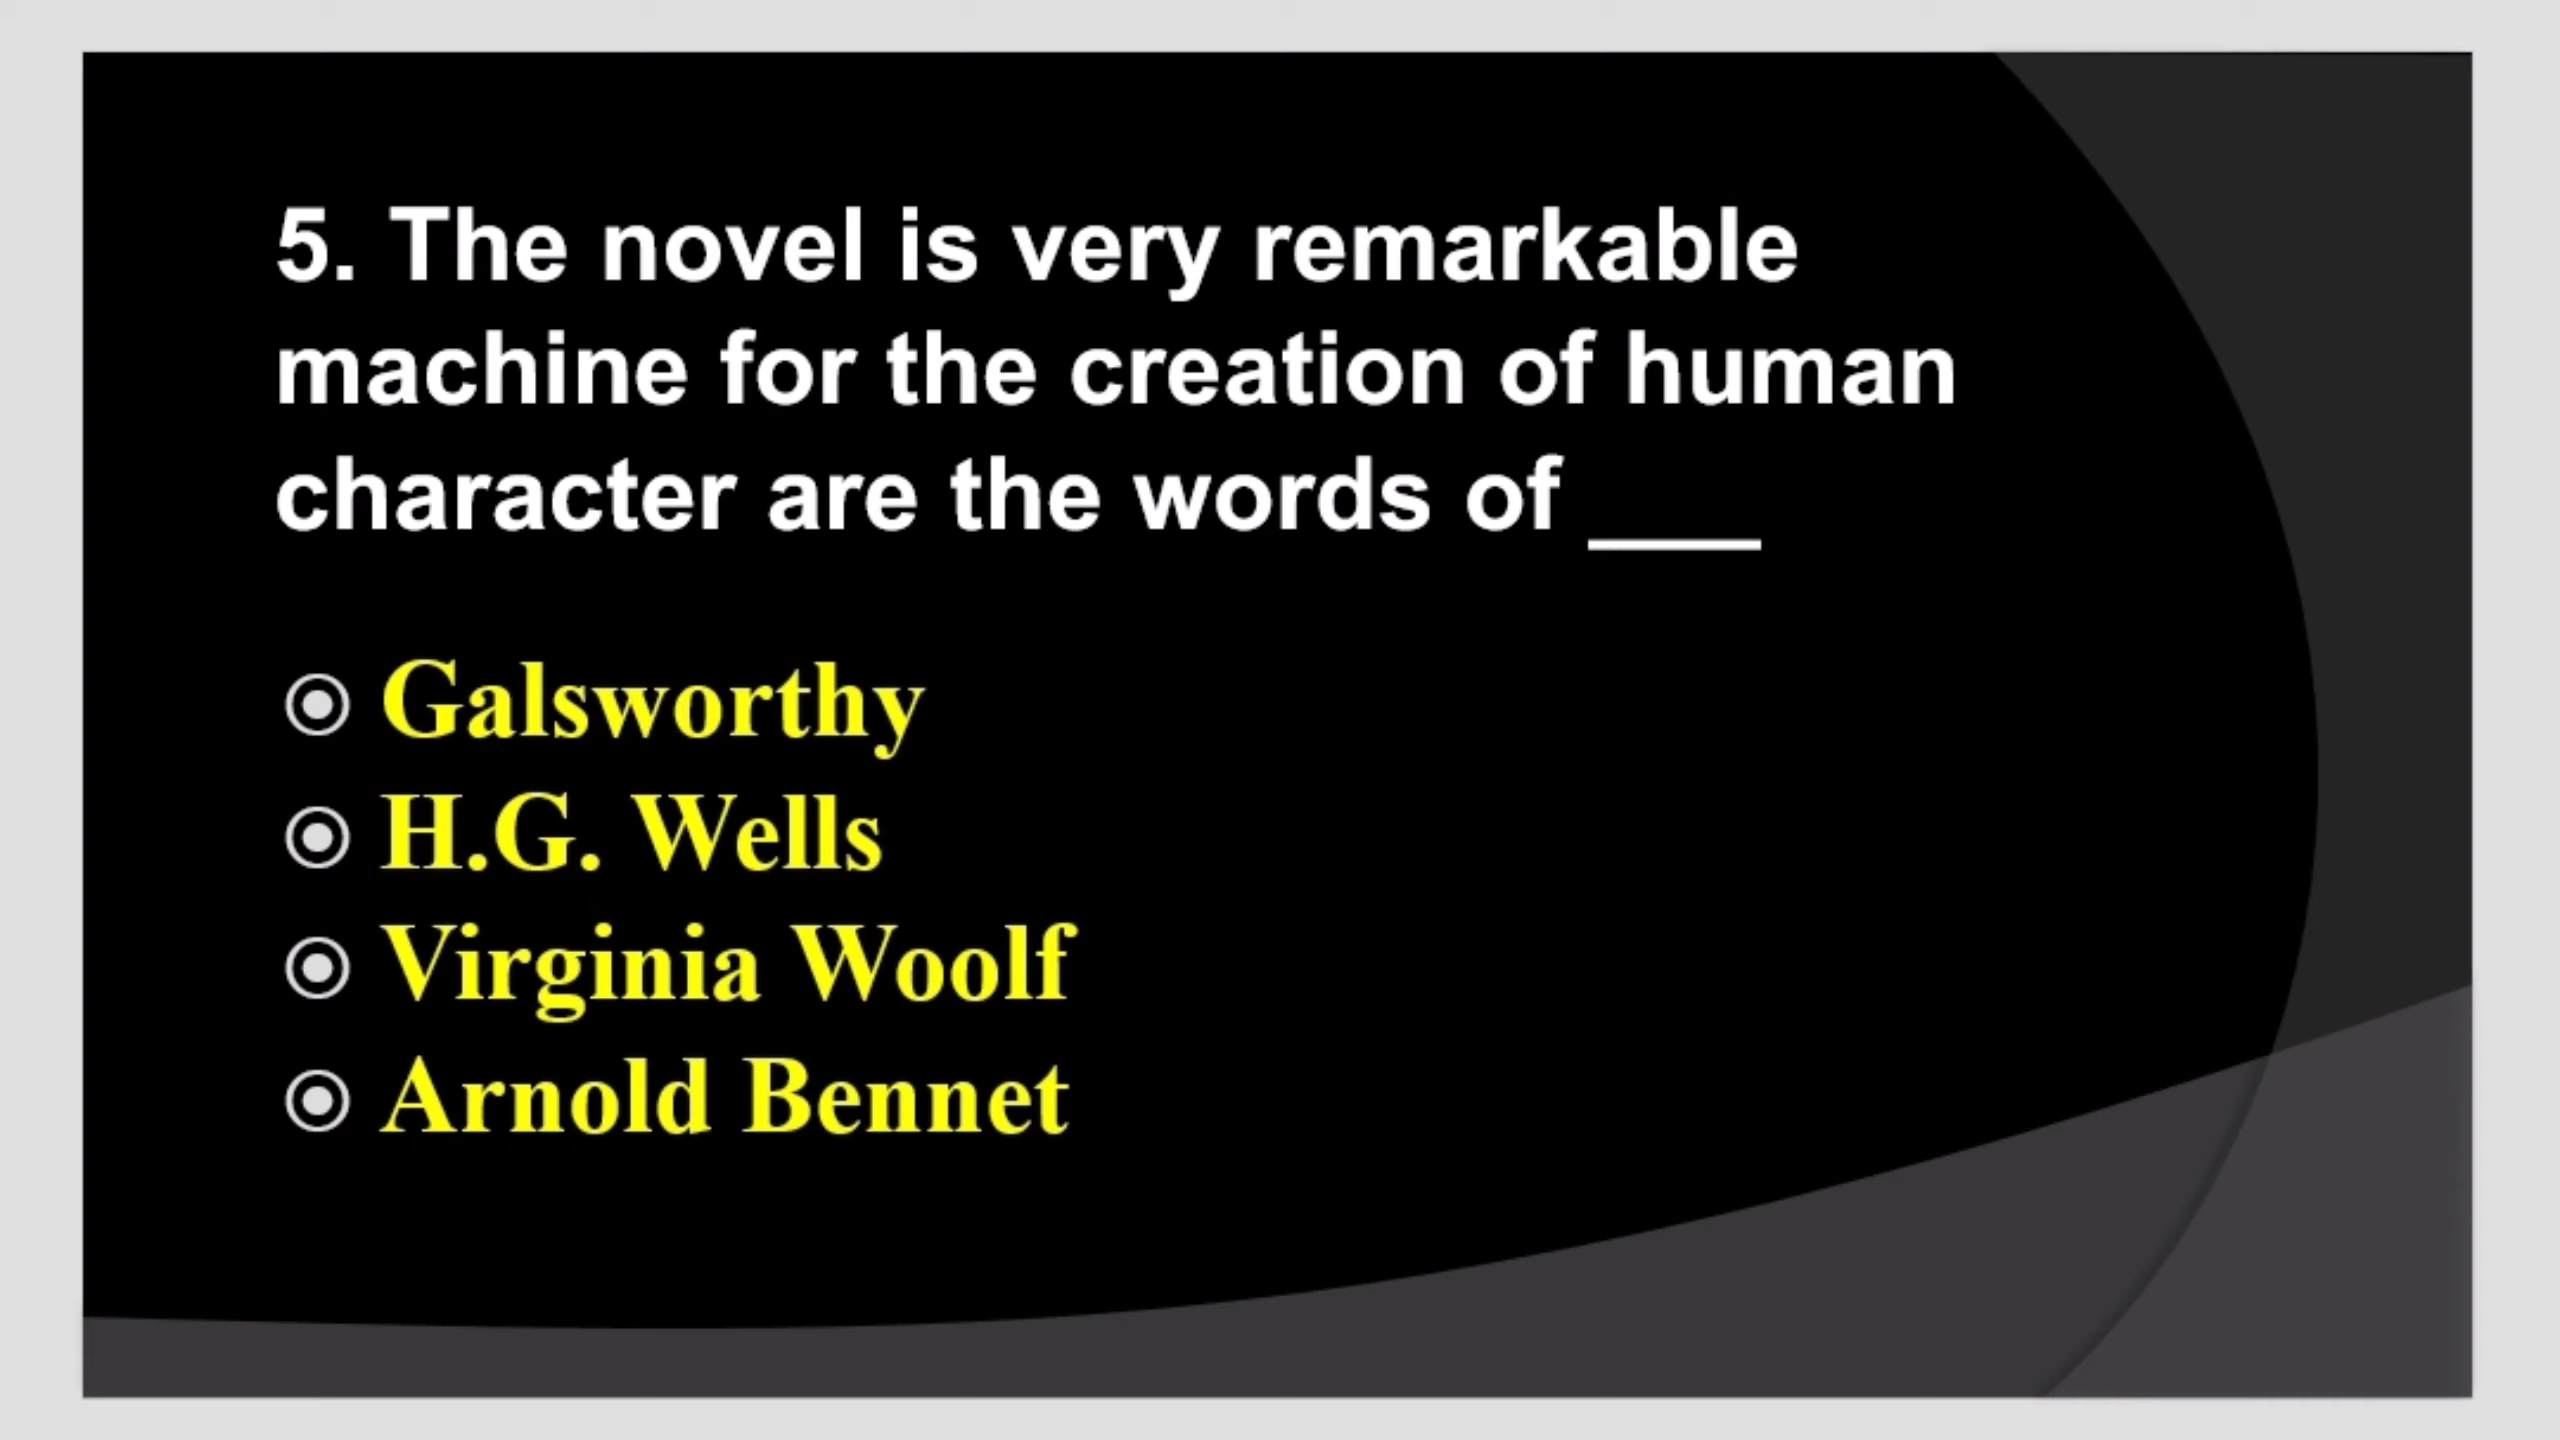 5. The novel is very remarkable
machine for the creation of human
character are the words of ____
Galsworthy
H.G. Wells
Virginia Woolf
Arnold Bennet